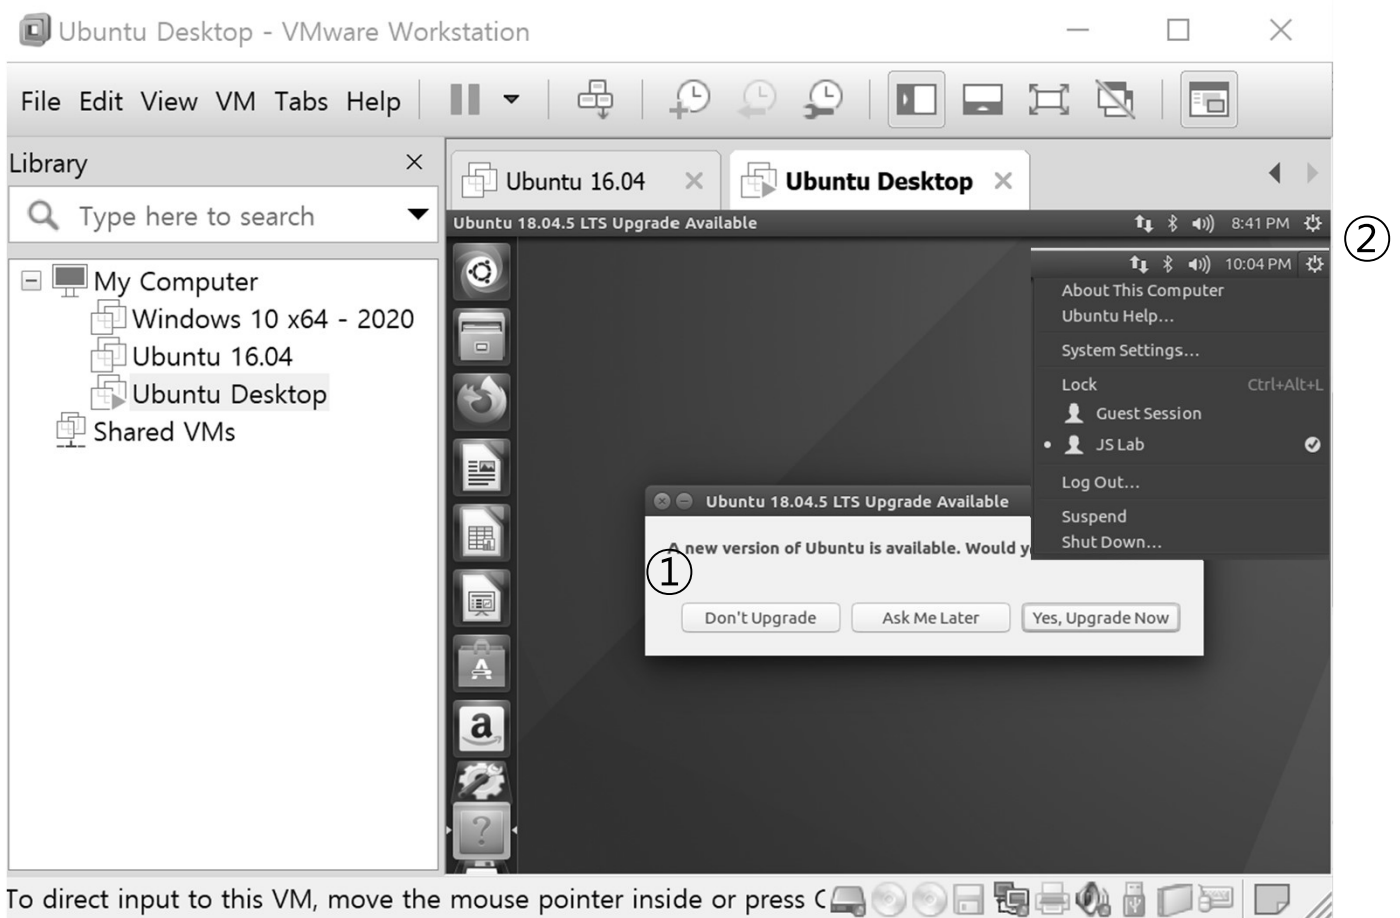 Ubuntu Desktop - VMware Workstation
File Edit View VM Tabs Help
Library
Type here to search
My Computer
Windows 10 x64 - 2020
Ubuntu 16.04
Ubuntu Desktop
Shared VMs
Ubuntu 16.04
Ubuntu Desktop
Ubuntu 18.04.5 LTS Upgrade Available
8:41 PM
②
10:04 PM
About This Computer
Ubuntu Help...
System Settings...
Lock Ctrl+Alt+L
Guest Session
JS Lab
Log Out...
Suspend
Shut Down...
Ubuntu 18.04.5 LTS Upgrade Available
A new version of Ubuntu is available. Would
①
Don't Upgrade
Ask Me Later
Yes, Upgrade Now
To direct input to this VM, move the mouse pointer inside or press